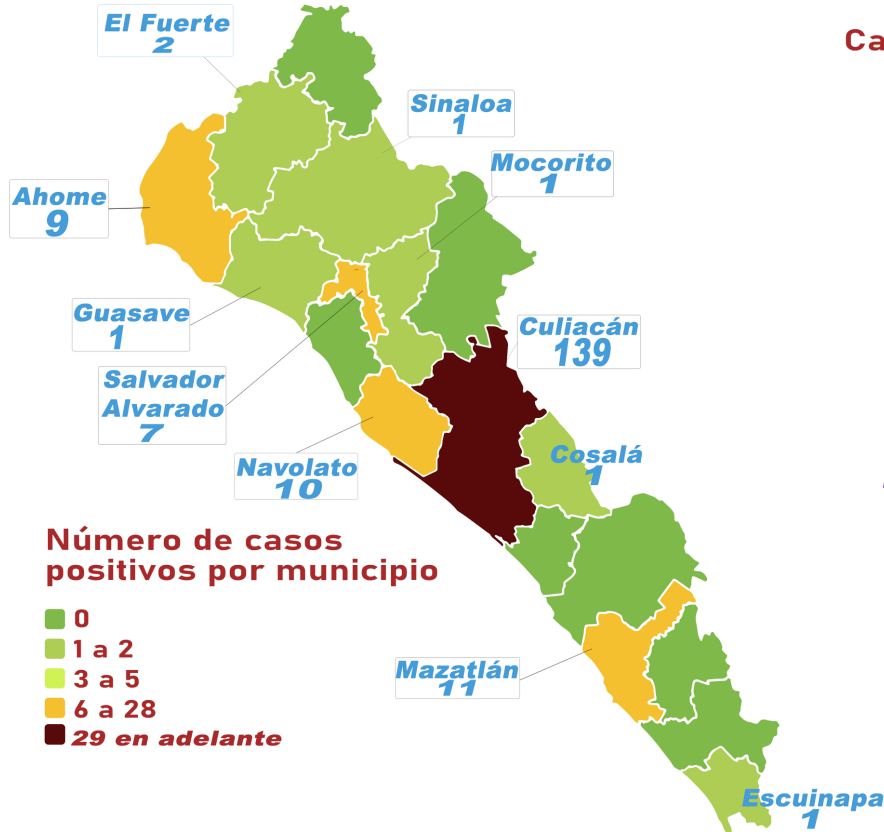 El Fuerte
2
Ca
Sinaloa
1
Mocorito
1
Ahome
9
Guasave
1
Culiacán
139
Salvador
Alvarado
7
Cosalá
1
Navolato
10
Número de casos
positivos por municipio
0
1 a 2
3 a 5
6 a 28
29 en adelante
Mazatlán
11
Escuinapa
1